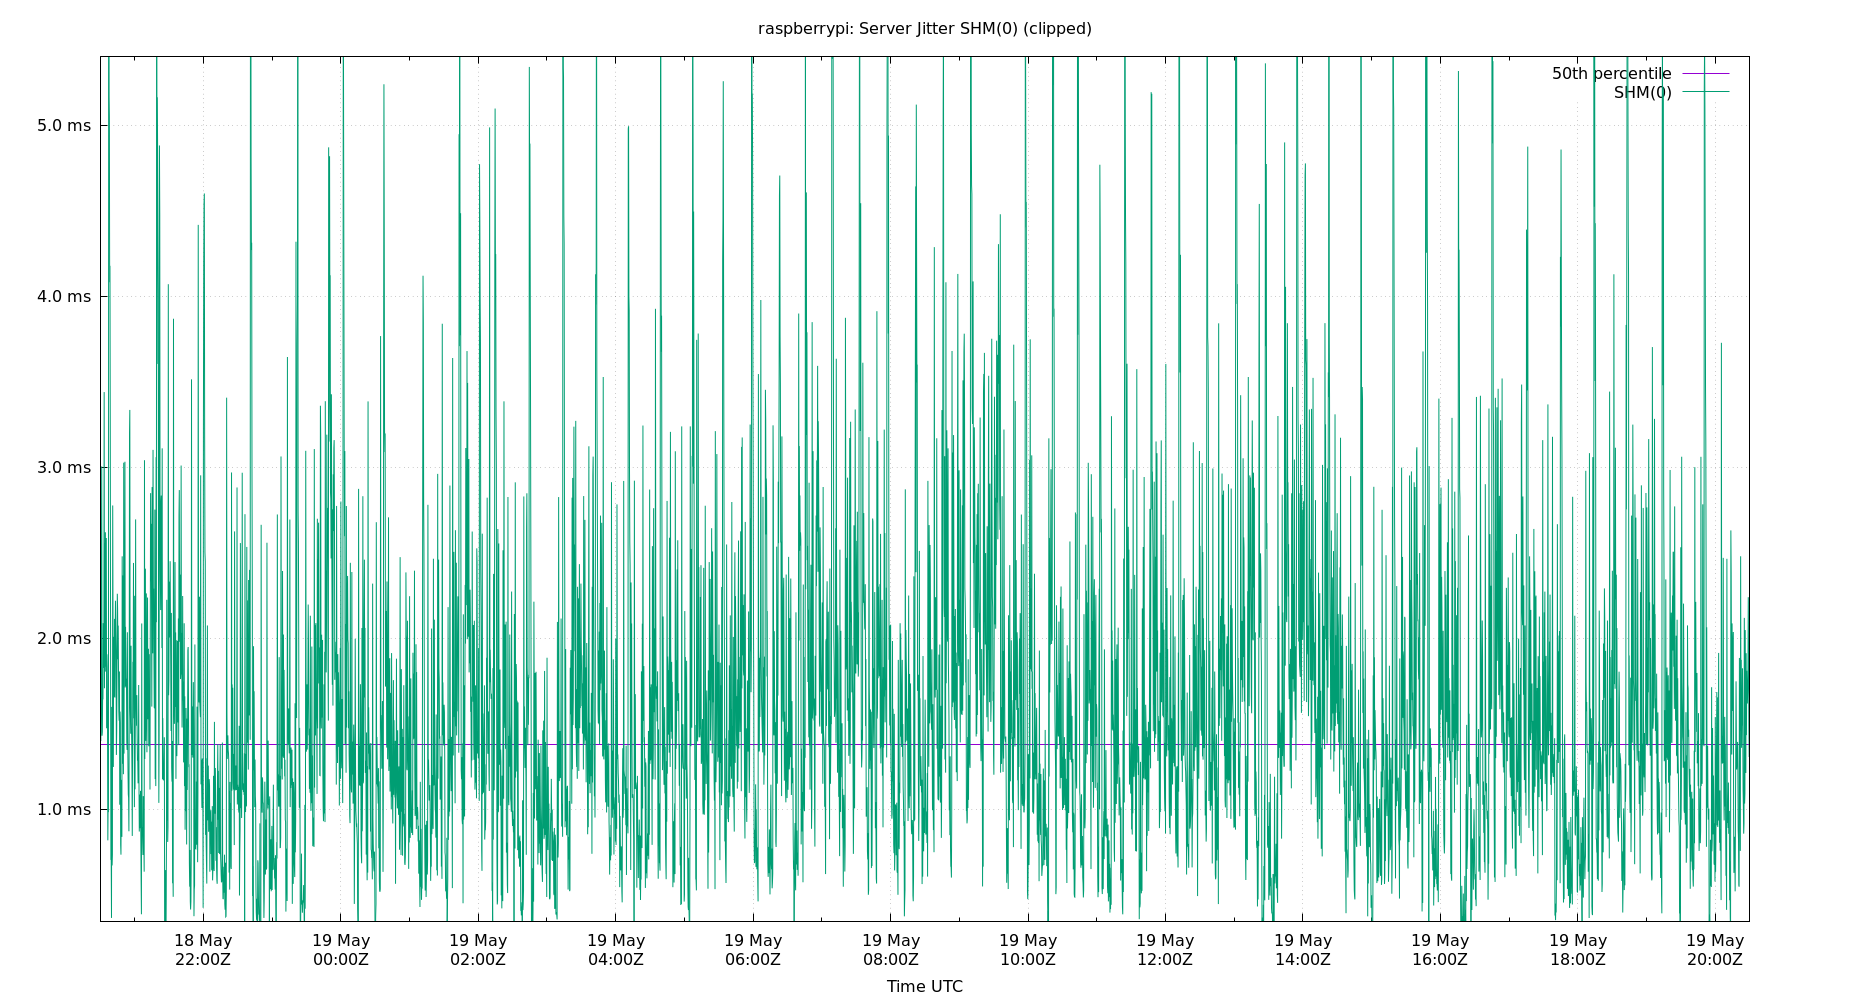 raspberrypi: Server Jitter SHM(0) (clipped)
50th percentile
SHM(0)
5.0 ms
4.0 ms
3.0 ms
2.0 ms
1.0 ms
18 May 19 May 19 May 19 May 19 May 19 May 19 May 19 May 19 May 19 May 19 May 19 May
22:00Z 00:00Z 02:00Z 04:00Z 06:00Z 08:00Z 10:00Z 12:00Z 14:00Z 16:00Z 18:00Z 20:00Z
Time UTC